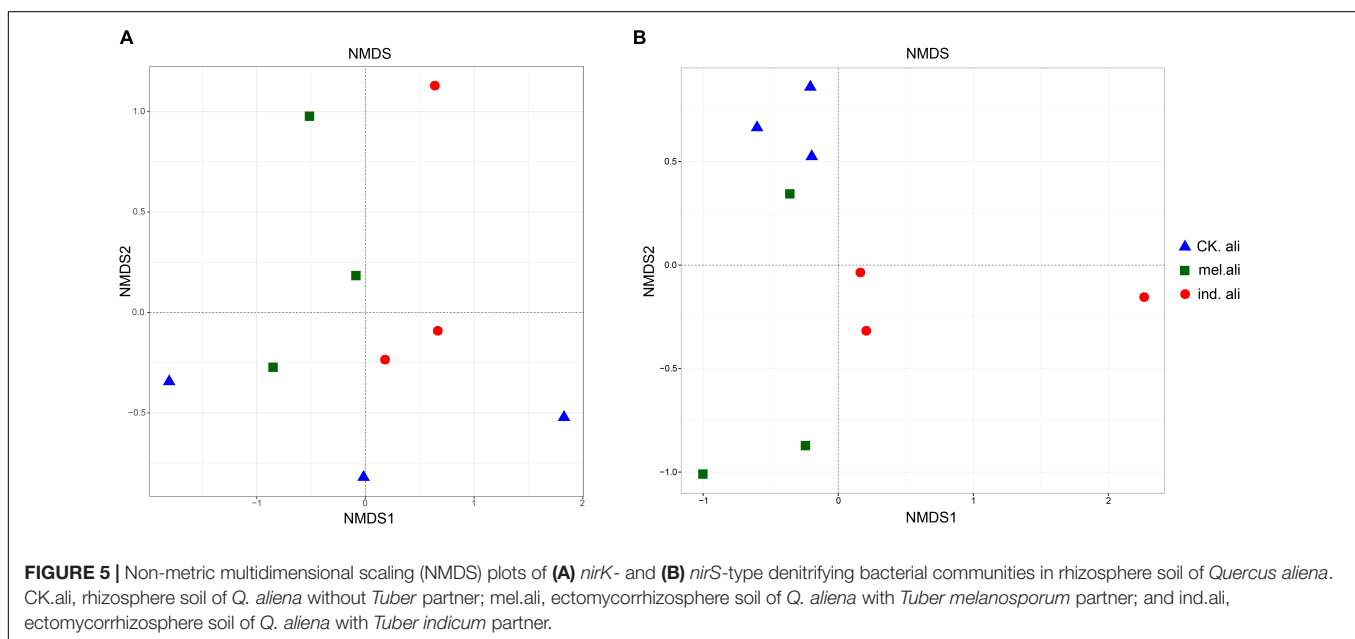 A
B
NMDS
NMDS
1.0
0.5
0.0
−0.5
NMDS2
−1
0
1
2
NMDS1
0.5
0.0
−0.5
−1.0
NMDS2
−1
0
1
2
NMDS1
CK. ali
mel.ali
ind. ali
FIGURE 5 | Non-metric multidimensional scaling (NMDS) plots of (A) nirK- and (B) nirS-type denitrifying bacterial communities in rhizosphere soil of Quercus aliena.
CK.ali, rhizosphere soil of Q. aliena without Tuber partner; mel.ali, ectomycorrhizosphere soil of Q. aliena with Tuber melanosporum partner; and ind.ali,
ectomycorrhizosphere soil of Q. aliena with Tuber indicum partner.